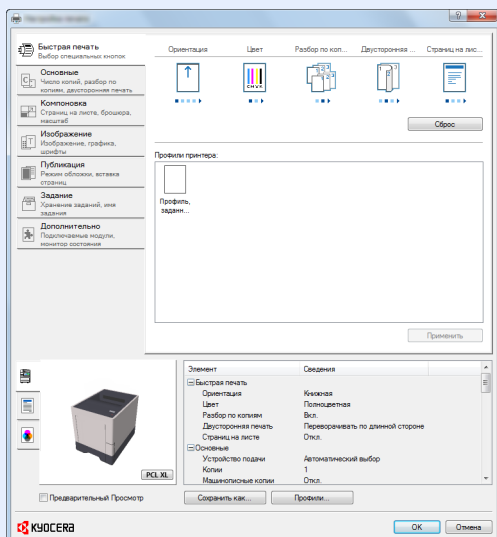 Быстрая печать
Выбор специальных кнопок
Основные
Число копий, разбор по
копиям, двусторонняя печать
Компоновка
Страниц на листе, брошюра,
масштаб
Изображение
Изображение, графика,
шрифты
Публикация
Режим обложки, вставка
страниц
Задание
Хранение заданий, имя
задания
Дополнительно
Подключаемые модули,
монитор состояния
Ориентация Цвет Разбор по коп... Двусторонняя ... Страниц на лис...
CMYK
Сброс
Профили принтера:
Профиль,
заданн...
Применить
PCL XL
Предварительный Просмотр
Элемент Сведения
Быстрая печать
Ориентация Книжная
Цвет Полноцветная
Разбор по копиям Вкл.
Двусторонняя печать Переворачивать по длинной стороне
Страниц на листе Откл.
Основные
Устройство подачи Автоматический выбор
Копии 1
Машинописные копии Откл.
Сохранить как... Профили...
KYOCERA
OK Отмена